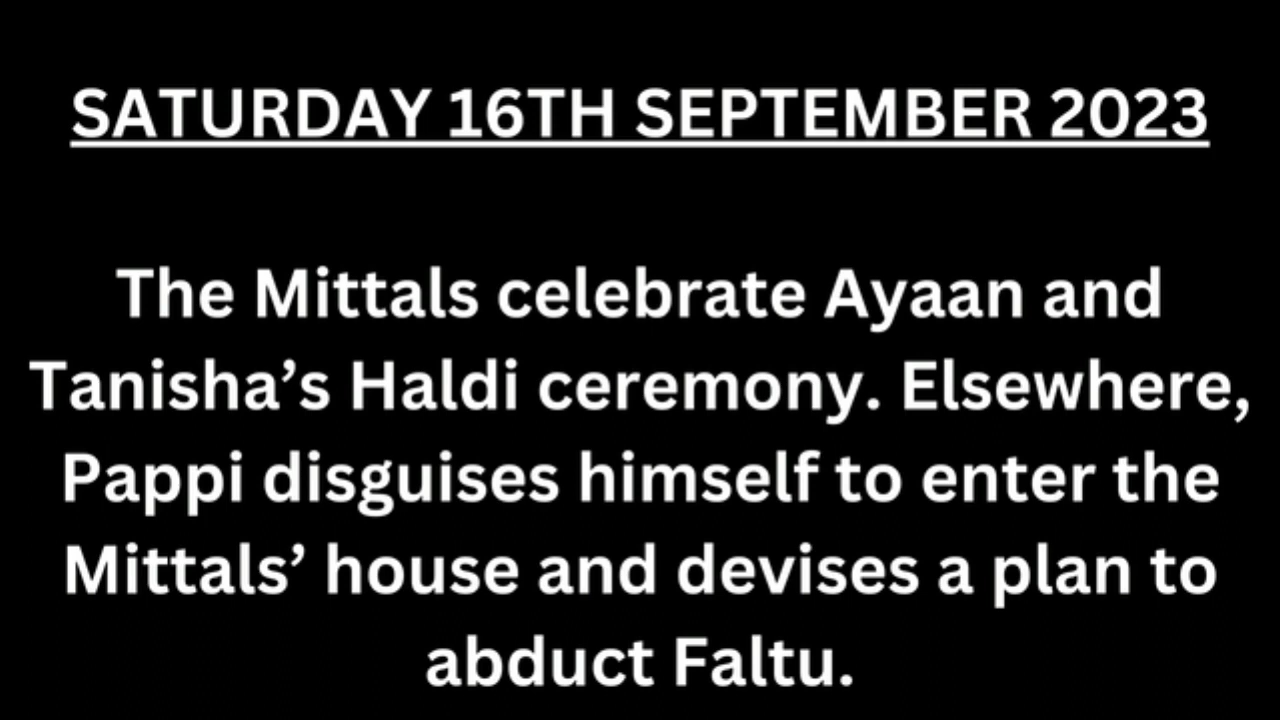 SATURDAY 16TH SEPTEMBER 2023
The Mittals celebrate Ayaan and
Tanisha’s Haldi ceremony. Elsewhere,
Pappi disguises himself to enter the
Mittals’ house and devises a plan to
abduct Faltu.